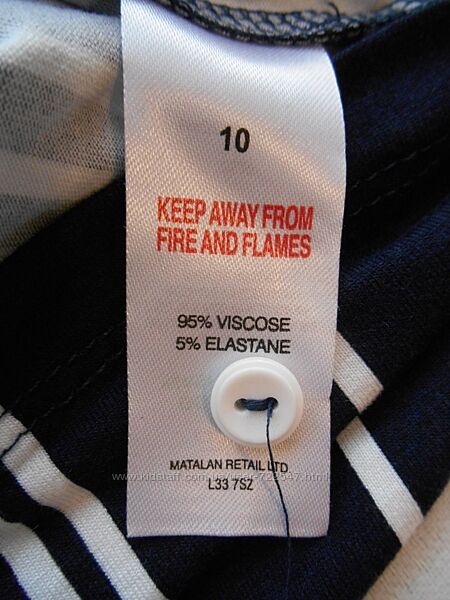 10
KEEP AWAY FROM
FIRE AND FLAMES
95% VISCOSE
5% ELASTANE
MATALAN RETAIL LTD
L33 7SZ